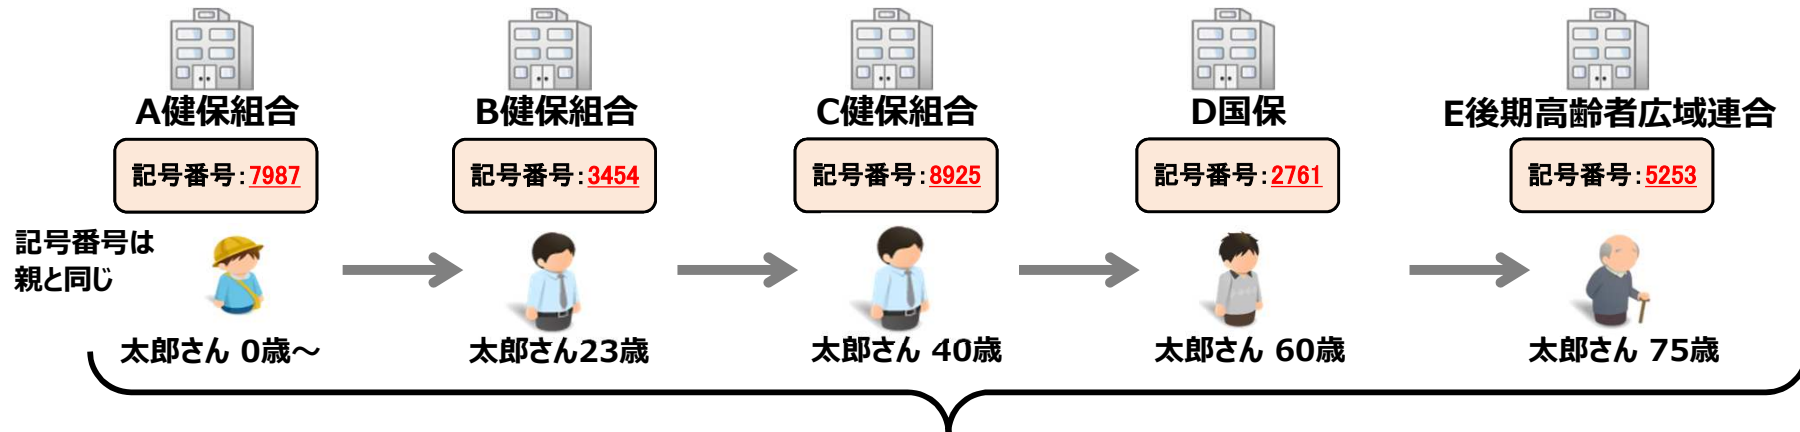 A健保組合
B健保組合
C健保組合
D国保
E後期高齢者広域連合
記号番号:7987
記号番号:3454
記号番号:8925
記号番号:2761
記号番号:5253
記号番号は
親と同じ
太郎さん 0歳～
太郎さん23歳
太郎さん 40歳
太郎さん 60歳
太郎さん 75歳